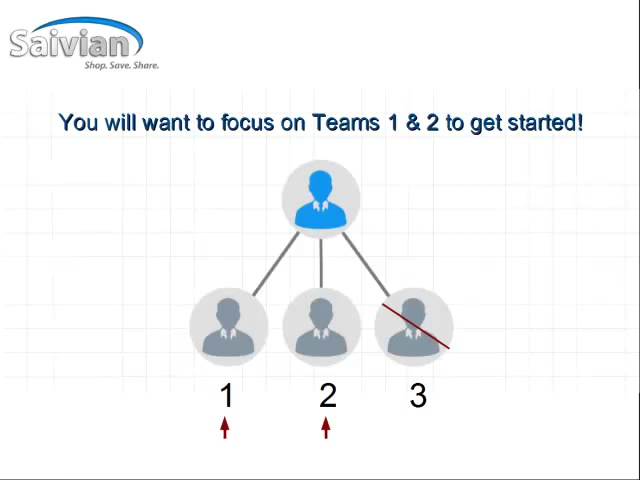 Saivian
Shop. Save. Share.
You will want to focus on Teams 1 & 2 to get started!
1 2 3